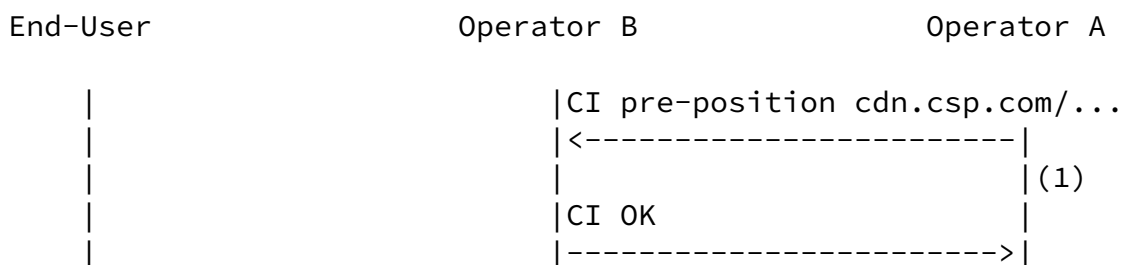 End-User                Operator B               Operator A

    |                       |CI pre-position cdn.csp.com/...
    |                       |<-----------------------|
    |                       |                        |(1)
    |                       |CI OK                   |
    |                       |----------------------->|